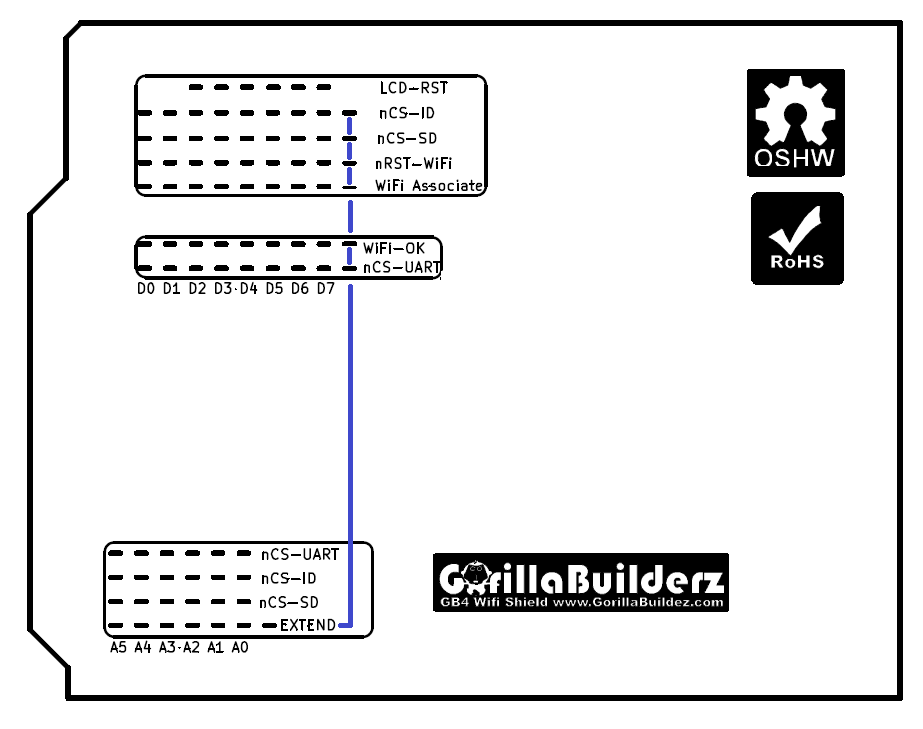 LCD-RST
nCS-ID
nCS-SD
nRST-WiFi
WiFi Associate
WiFi-OK
nCS-UART
D0 D1 D2 D3·D4 D5 D6 D7
OSHW
RoHS
nCS-UART
nCS-ID
nCS-SD
EXTEND
A5 A4 A3·A2 A1 A0
GorillaBuilderz
GB4 Wifi Shield www.GorillaBuildez.com